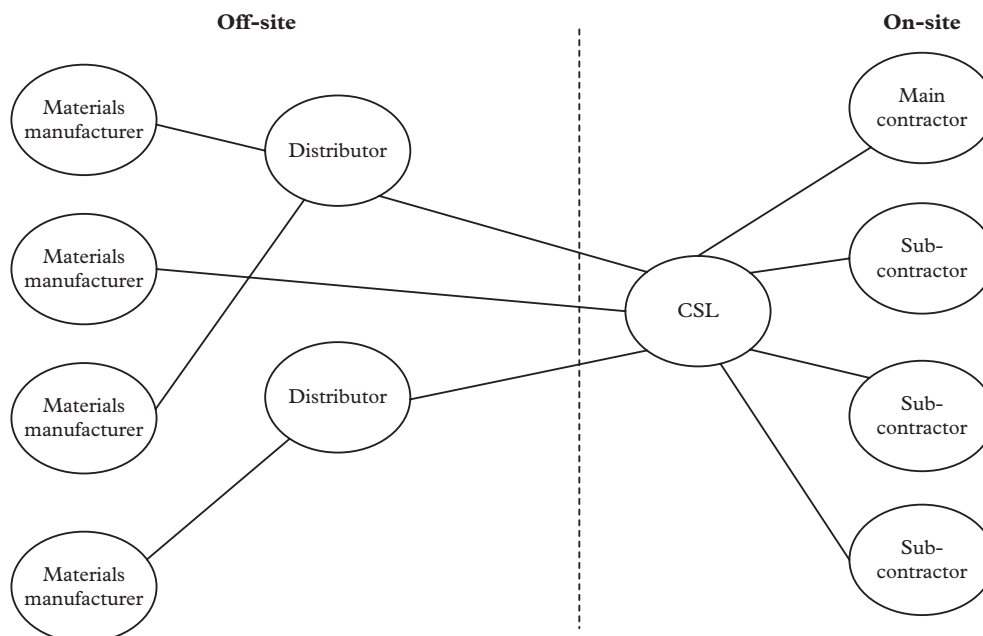 Off-site
On-site
Materials
manufacturer
Distributor
Main
contractor
Materials
manufacturer
Sub-
contractor
CSL
Materials
manufacturer
Distributor
Sub-
contractor
Materials
manufacturer
Sub-
contractor